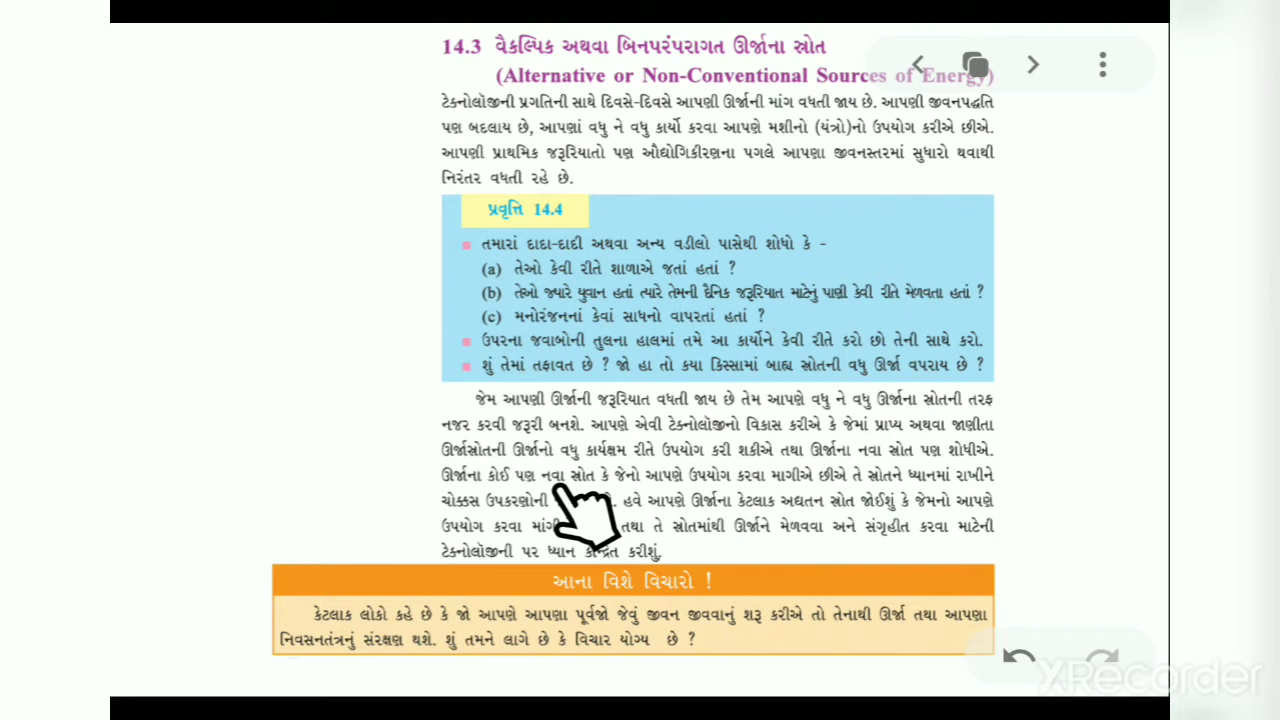 14.3 વૈકલ્પિક અથવા બિનપરંપરાગત ઊર્જાના સ્રોત
(Alternative or Non-Conventional Sources of Energy)
ટેક્નોલૉજીની પ્રગતિની સાથે દિવસે-દિવસે આપણી ઊર્જાની માંગ વધતી જાય છે. આપણી જીવનપદ્ધતિ
પણ બદલાય છે, આપણાં વધુ ને વધુ કાર્યો કરવા આપણે મશીનો (યંત્રો)નો ઉપયોગ કરીએ છીએ.
આપણી પ્રાથમિક જરૂરિયાતો પણ ઔદ્યોગિકીરણના પગલે આપણા જીવનસ્તરમાં સુધારો થવાથી
નિરંતર વધતી રહે છે.
પ્રવૃત્તિ 14.4
તમારાં દાદા-દાદી અથવા અન્ય વડીલો પાસેથી શોધો કે -
(a) તેઓ કેવી રીતે શાળાએ જતાં હતાં ?
(b) તેઓ જ્યારે યુવાન હતાં ત્યારે તેમની દૈનિક જરૂરિયાત માટેનું પાણી કેવી રીતે મેળવતા હતાં ?
(c) મનોરંજનનાં કેવાં સાધનો વાપરતાં હતાં ?
ઉપરના જવાબોની તુલના હાલમાં તમે આ કાર્યોને કેવી રીતે કરો છો તેની સાથે કરો.
શું તેમાં તફાવત છે ? જો હા તો કયા કિસ્સામાં બાહ્ય સ્રોતની વધુ ઊર્જા વપરાય છે ?
જેમ આપણી ઊર્જાની જરૂરિયાત વધતી જાય છે તેમ આપણે વધુ ને વધુ ઊર્જાના સ્રોતની તરફ
નજર કરવી જરૂરી બનશે. આપણે એવી ટેક્નોલૉજીનો વિકાસ કરીએ કે જેમાં પ્રાપ્ય અથવા જાણીતા
ઊર્જાસ્રોતની ઊર્જાનો વધુ કાર્યક્ષમ રીતે ઉપયોગ કરી શકીએ તથા ઊર્જાના નવા સ્રોત પણ શોધીએ.
ઊર્જાના કોઈ પણ નવા સ્રોત કે જેનો આપણે ઉપયોગ કરવા માગીએ છીએ તે સ્રોતને ધ્યાનમાં રાખીને
ચોક્કસ ઉપકરણોની હવે આપણે ઊર્જાના કેટલાક અદ્યતન સ્રોત જોઈશું કે જેમનો આપણે
ઉપયોગ કરવા તથા તે સ્રોતમાંથી ઊર્જાને મેળવવા અને સંગૃહીત કરવા માટેની
ટેક્નોલૉજીની પર ધ્યાન કેન્દ્રિત કરીશું.
આના વિશે વિચારો !
કેટલાક લોકો કહે છે કે જો આપણે આપણા પૂર્વજો જેવું જીવન જીવવાનું શરૂ કરીએ તો તેનાથી ઊર્જા તથા આપણા
નિવસનતંત્રનું સંરક્ષણ થશે. શું તમને લાગે છે કે વિચાર યોગ્ય છે ?
XRecorder